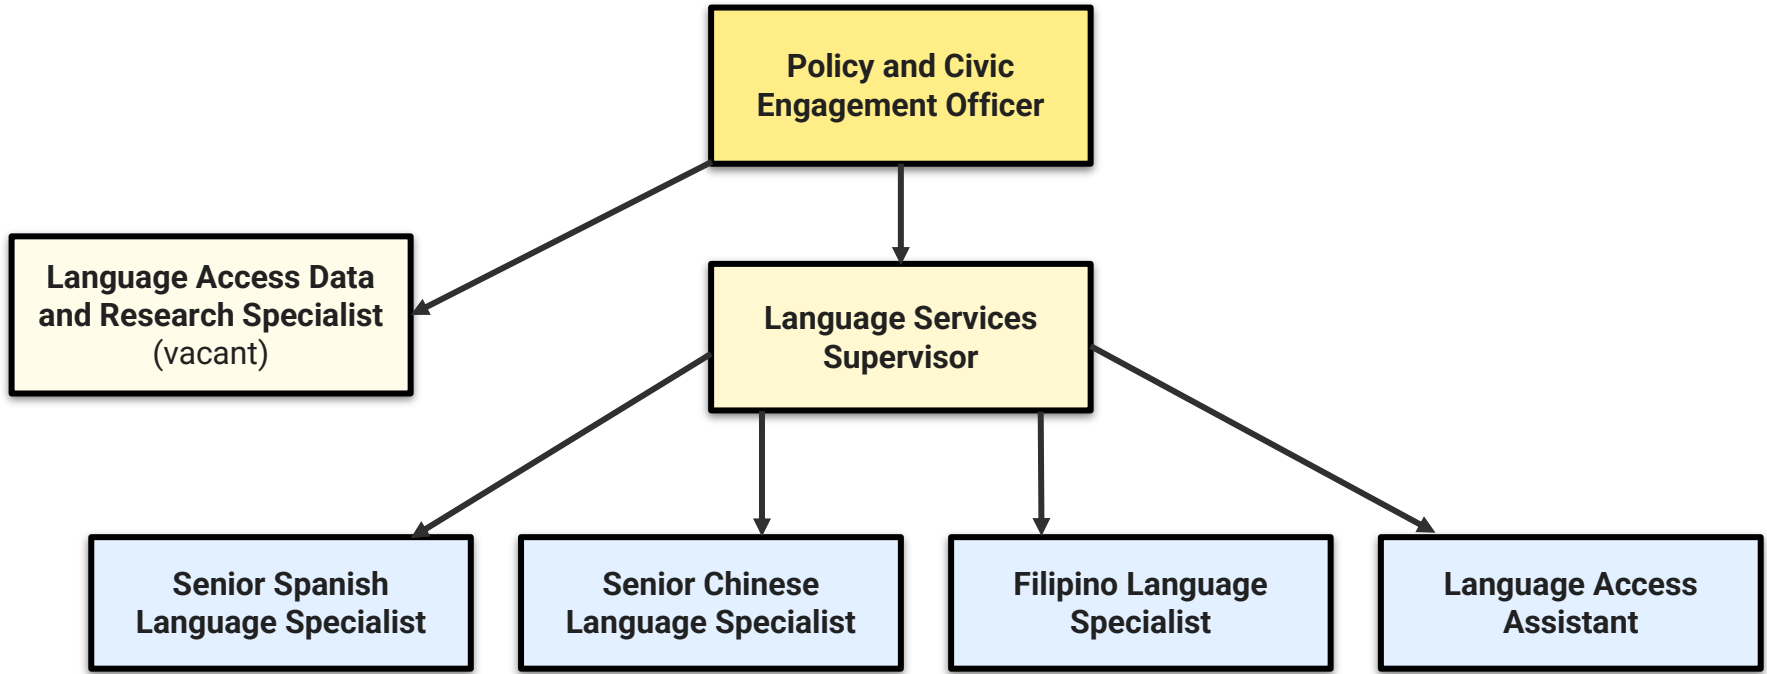 Policy and Civic
Engagement Officer
Language Access Data
and Research Specialist
(vacant)
Language Services
Supervisor
Senior Spanish
Language Specialist
Senior Chinese
Language Specialist
Filipino Language
Specialist
Language Access
Assistant